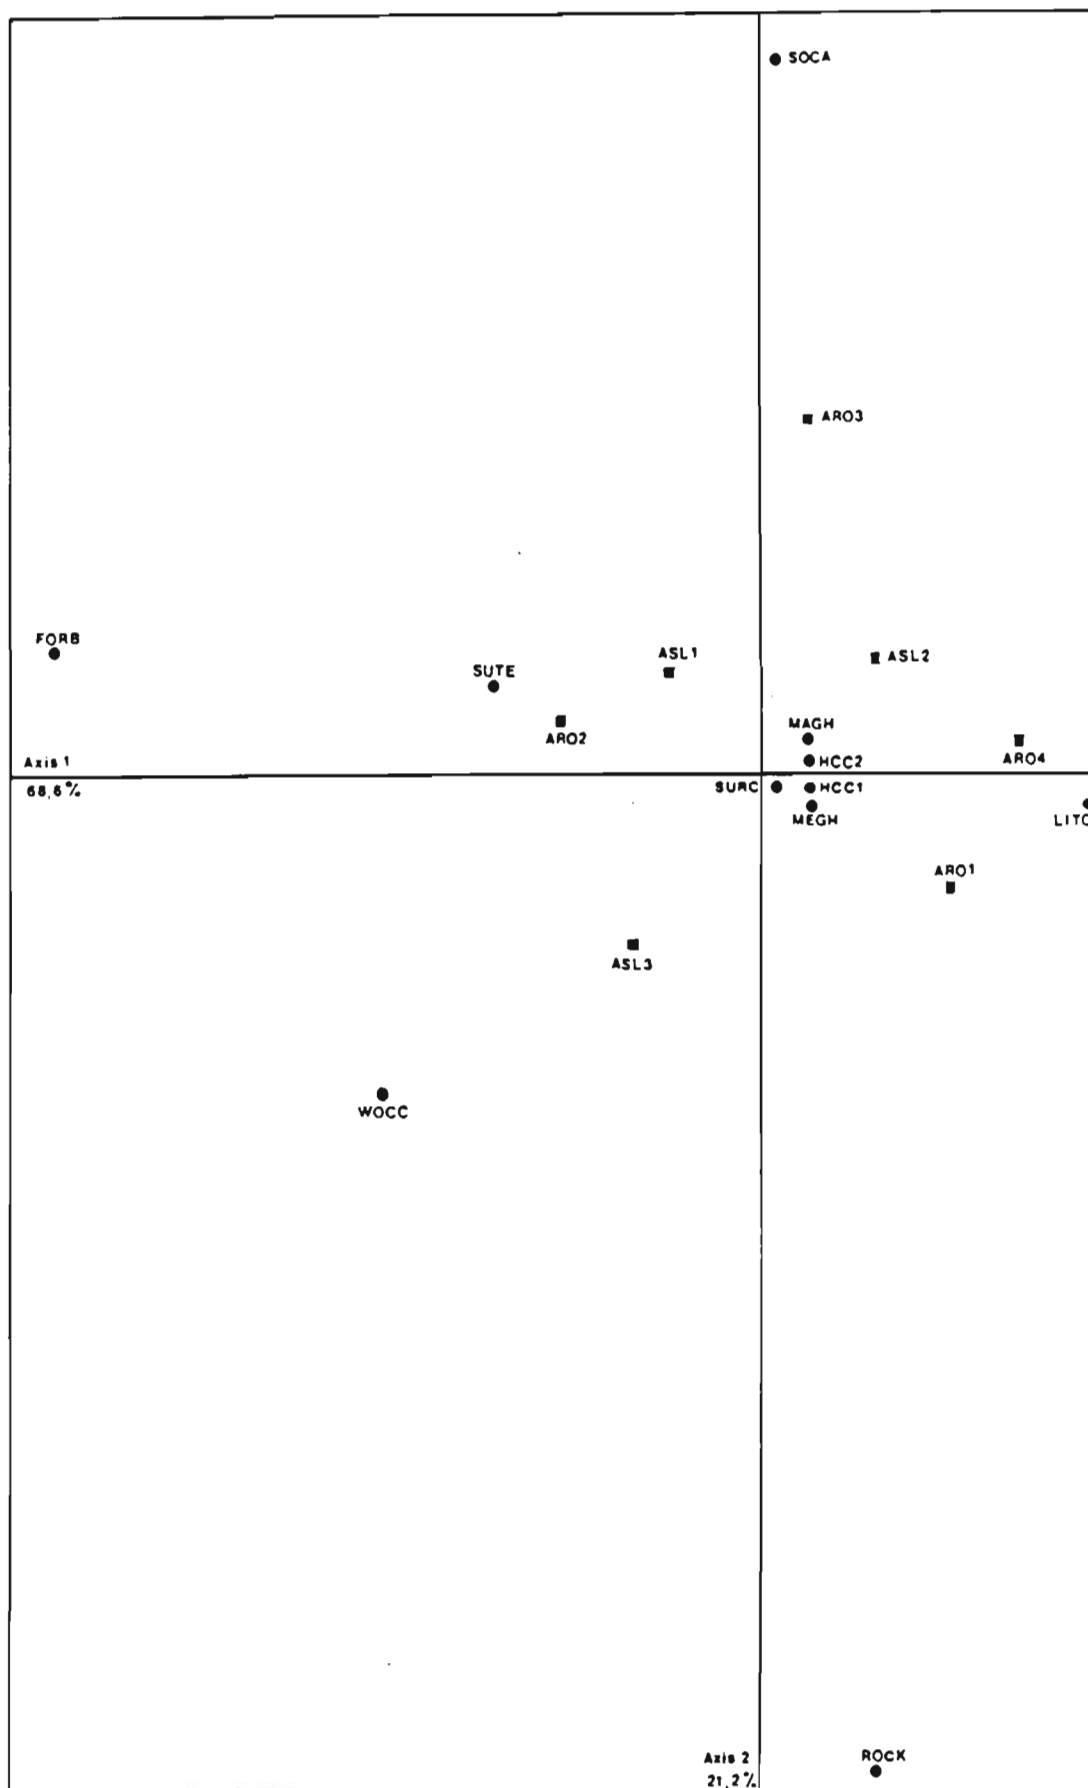 SOCA
ARO3
FORB
SUTE
ASL1
ASL2
ARO2
MAGH
HCC2
ARO4
Axis 1
68,6%
SURC
HCC1
MEGH
LITO
ARO1
ASL3
WOCC
Axis 2
21,2%
ROCK